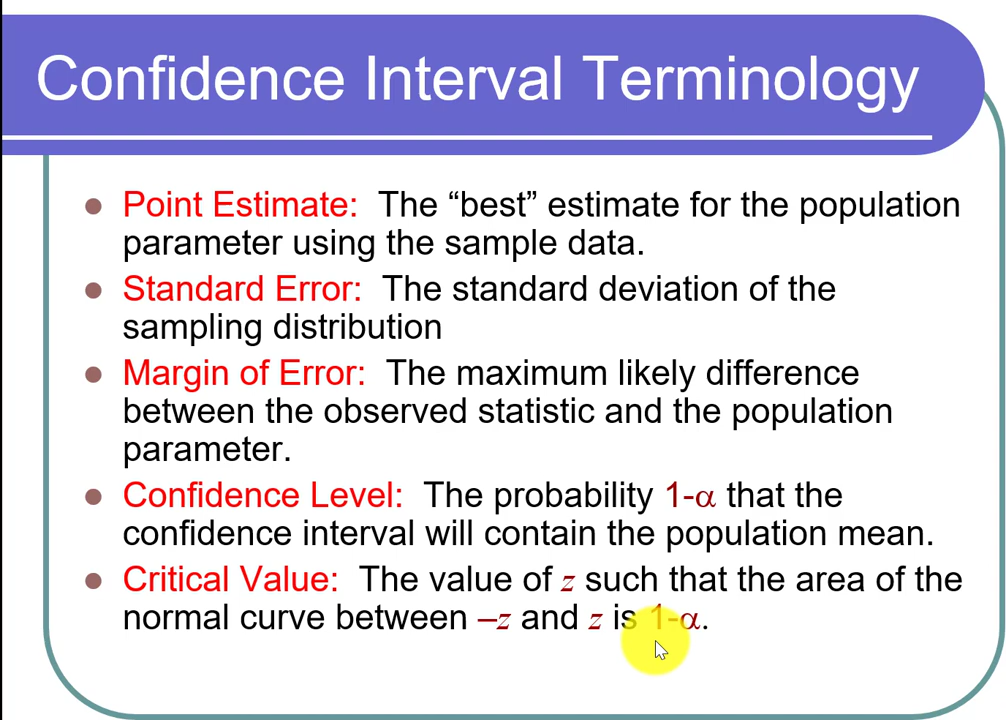 Confidence Interval Terminology
Point Estimate: The “best” estimate for the population
parameter using the sample data.
Standard Error: The standard deviation of the
sampling distribution
Margin of Error: The maximum likely difference
between the observed statistic and the population
parameter.
Confidence Level: The probability 1-α that the
confidence interval will contain the population mean.
Critical Value: The value of z such that the area of the
normal curve between –z and z is 1-α.